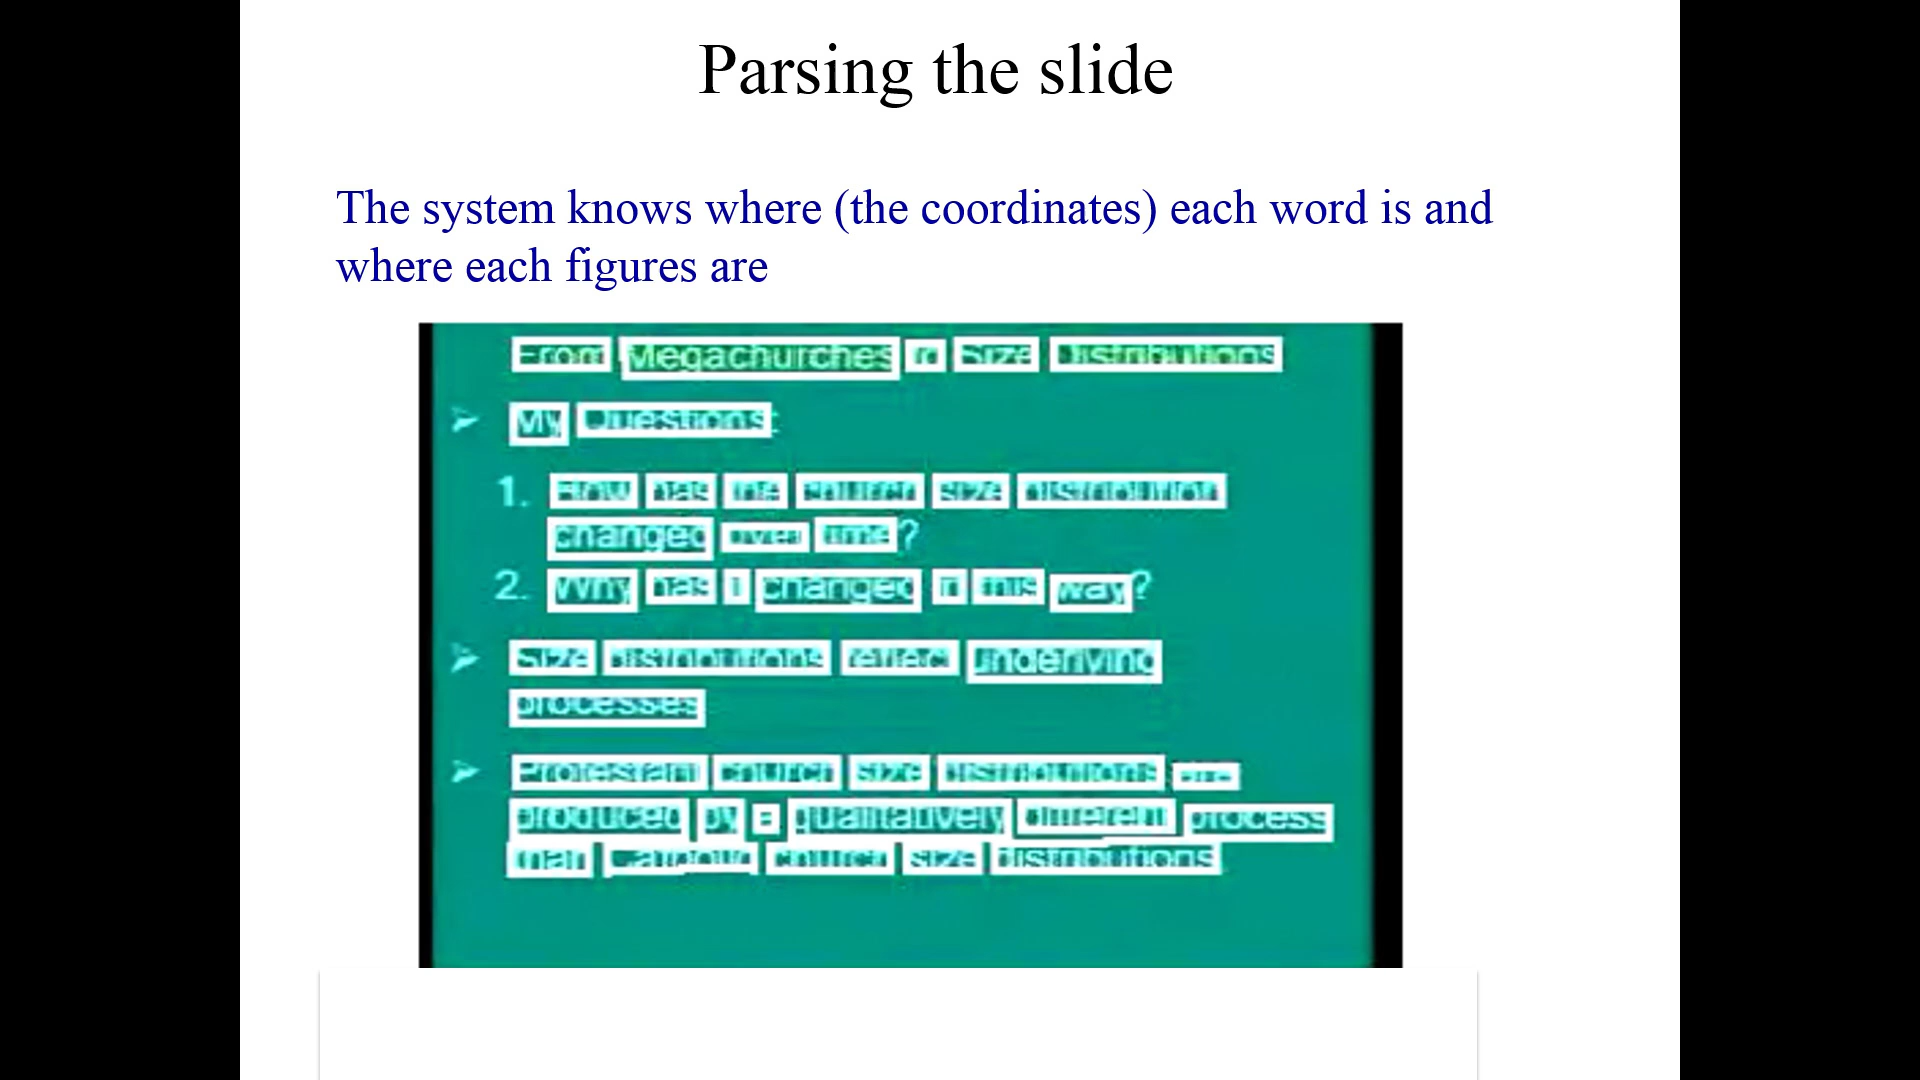 Parsing the slide
The system knows where (the coordinates) each word is and
where each figures are
From Megachurches to Size Distributions
➢ My Questions:
1. How has the church size distribution
changed over time?
2. Why has it changed in this way?
➢ Size distributions reflect underlying
processes
➢ Protestant church size distributions are
produced by a qualitatively different process
than Catholic church size distributions